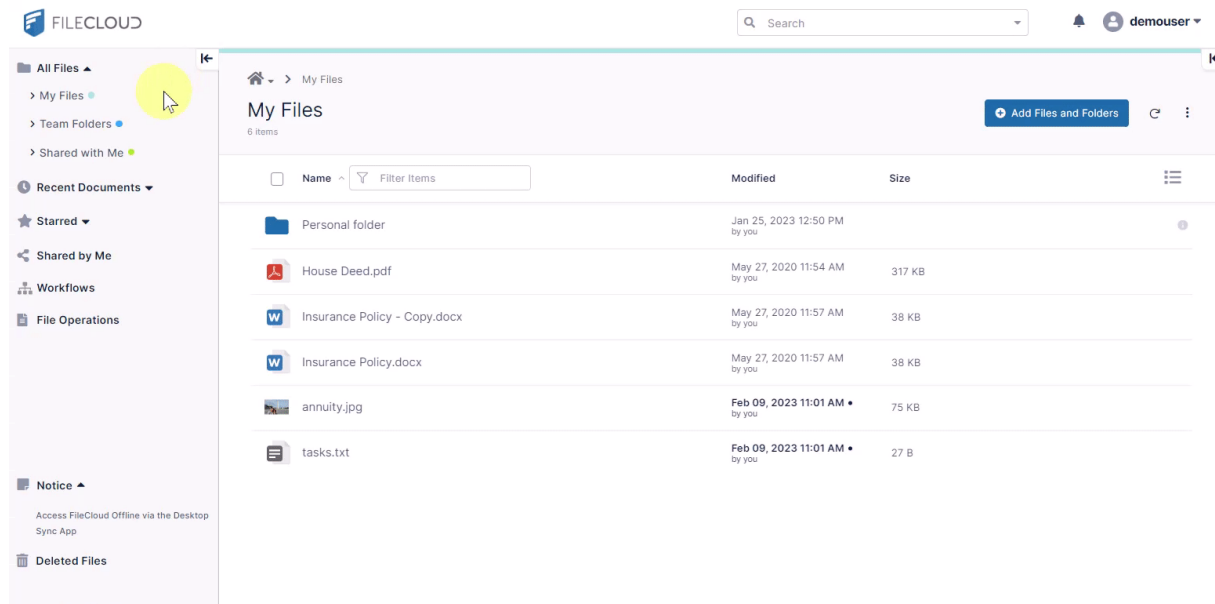 FILECLOUD
Search
demouser
All Files
My Files
Team Folders
Shared with Me
Recent Documents
Starred
Shared by Me
Workflows
File Operations
Notice
Access FileCloud Offline via the Desktop
Sync App
Deleted Files
My Files
My Files
6 items
Add Files and Folders
Name
Filter Items
Modified
Size
Personal folder
Jan 25, 2023 12:50 PM
by you
House Deed.pdf
May 27, 2020 11:54 AM
by you
317 KB
Insurance Policy - Copy.docx
May 27, 2020 11:57 AM
by you
38 KB
Insurance Policy.docx
May 27, 2020 11:57 AM
by you
38 KB
annuity.jpg
Feb 09, 2023 11:01 AM •
by you
75 KB
tasks.txt
Feb 09, 2023 11:01 AM •
by you
27 B